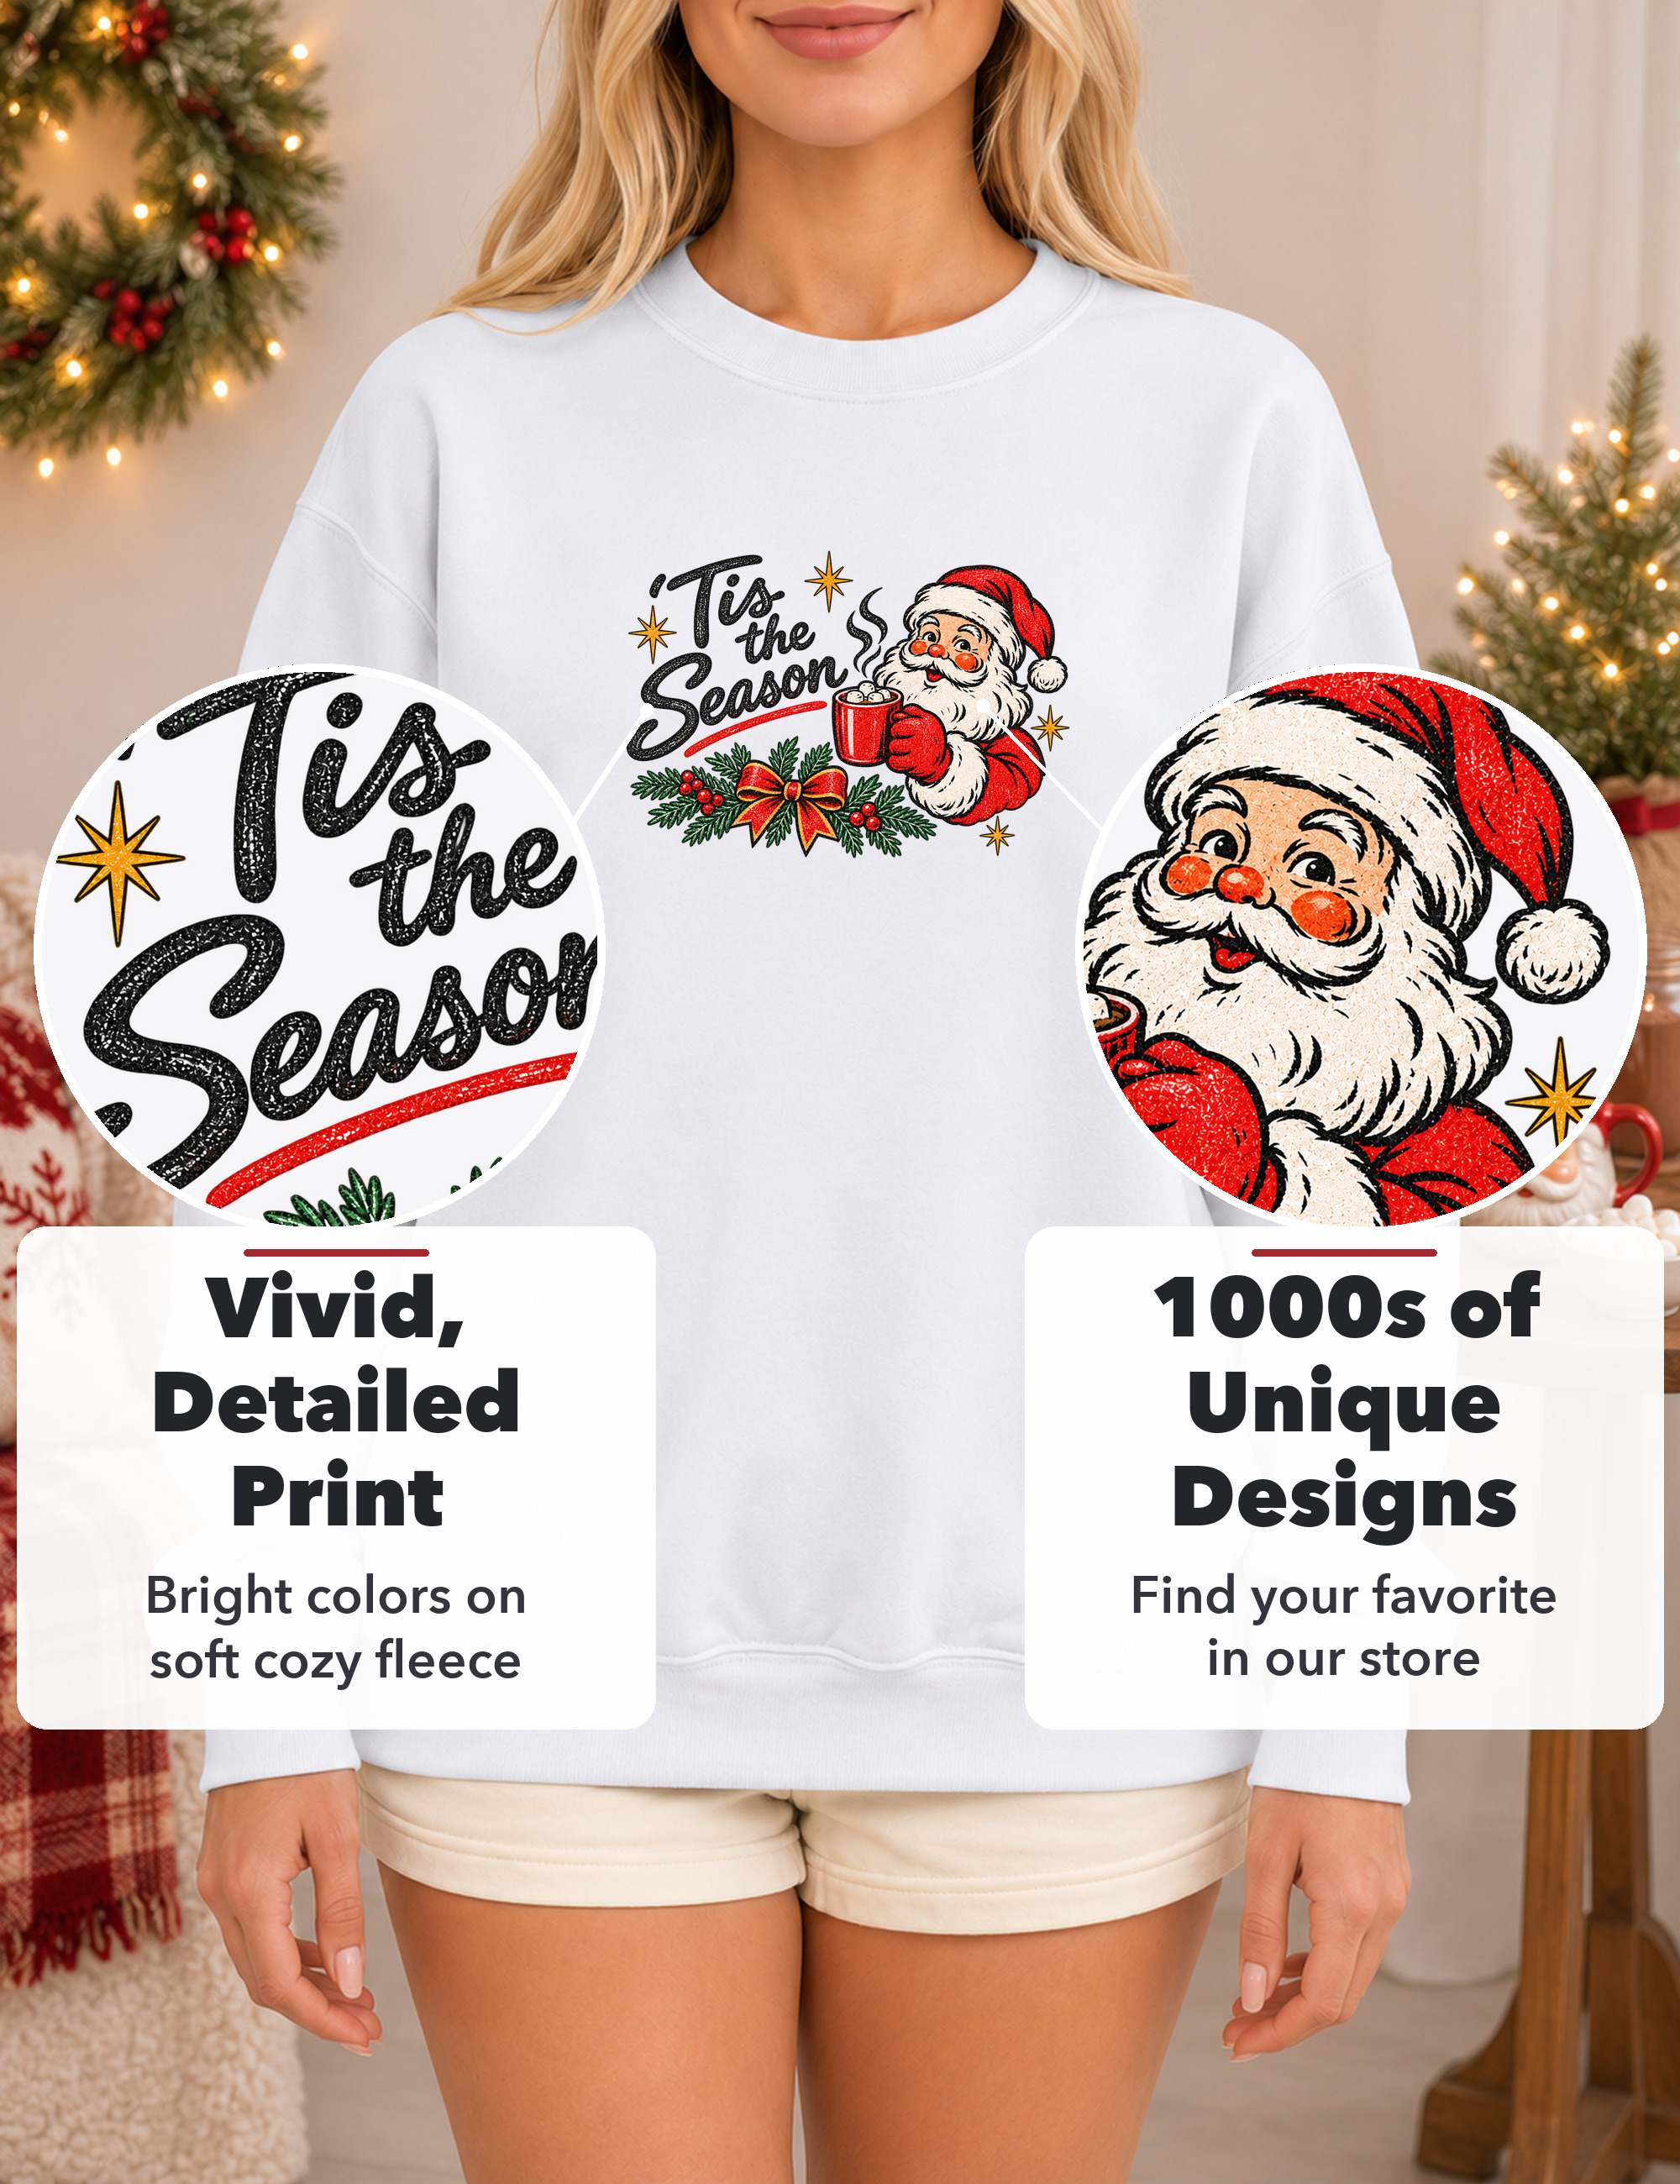 'Tis
the
Season
'Tis
the
Season
Vivid,
Detailed
Print
Bright colors on
soft cozy fleece
1000s of
Unique
Designs
Find your favorite
in our store